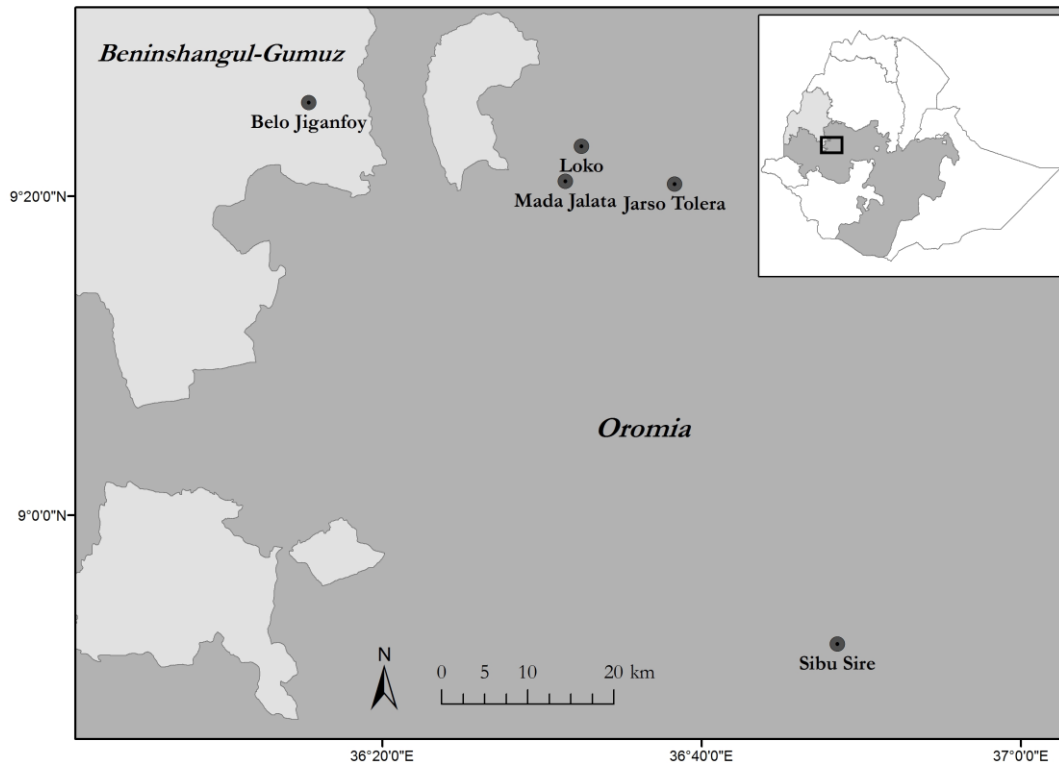 Beninshangul-Gumuz
Belo Jiganfoy
Loko
Mada Jalata
Jarso Tolera
9°20'0"N
Oromia
9°0'0"N
Sibu Sire
N
0 5 10 20 km
36°20'0"E
36°40'0"E
37°0'0"E